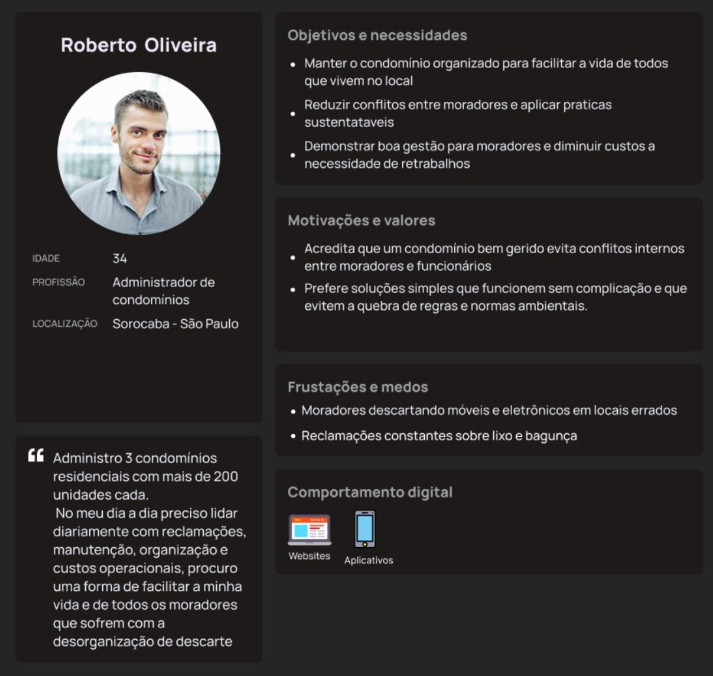 Roberto Oliveira
IDADE 34
PROFISSÃO Administrador de
condomínios
LOCALIZAÇÃO Sorocaba - São Paulo
“ Administro 3 condomínios
residenciais com mais de 200
unidades cada.
No meu dia a dia preciso lidar
diariamente com reclamações,
manutenção, organização e
custos operacionais, procuro
uma forma de facilitar a minha
vida e de todos os moradores
que sofrem com a
desorganização de descarte
Objetivos e necessidades
• Manter o condomínio organizado para facilitar a vida de todos
que vivem no local
• Reduzir conflitos entre moradores e aplicar praticas
sustentataveis
• Demonstrar boa gestão para moradores e diminuir custos a
necessidade de retrabalhos
Motivações e valores
• Acredita que um condomínio bem gerido evita conflitos internos
entre moradores e funcionários
• Prefere soluções simples que funcionem sem complicação e que
evitem a quebra de regras e normas ambientais.
Frustações e medos
• Moradores descartando móveis e eletrônicos em locais errados
• Reclamações constantes sobre lixo e bagunça
Comportamento digital
Websites
Aplicativos